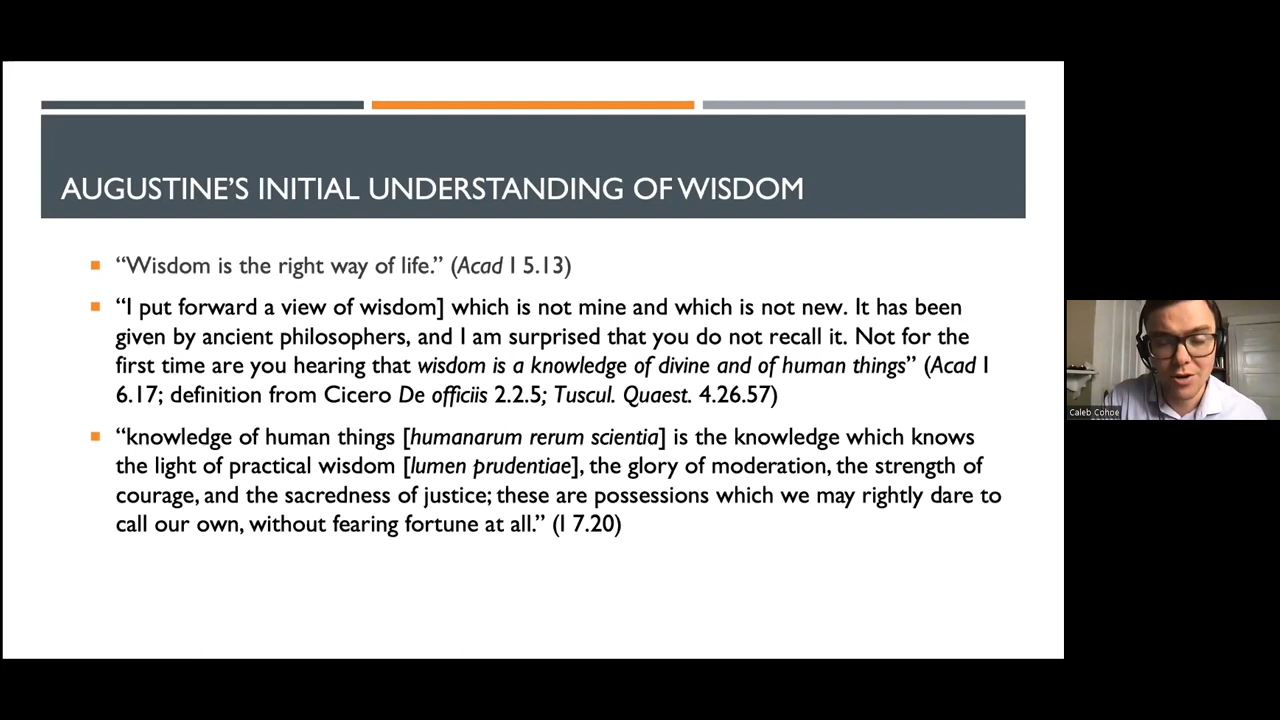 AUGUSTINE'S INITIAL UNDERSTANDING OF WISDOM
“Wisdom is the right way of life.” (Acad I 5.13)
“I put forward a view of wisdom] which is not mine and which is not new. It has been
given by ancient philosophers, and I am surprised that you do not recall it. Not for the
first time are you hearing that wisdom is a knowledge of divine and of human things” (Acad I
6.17; definition from Cicero De officiis 2.2.5; Tuscul. Quaest. 4.26.57)
“knowledge of human things [humanarum rerum scientia] is the knowledge which knows
the light of practical wisdom [lumen prudentiae], the glory of moderation, the strength of
courage, and the sacredness of justice; these are possessions which we may rightly dare to
call our own, without fearing fortune at all.” (I 7.20)
Caleb Cohoe